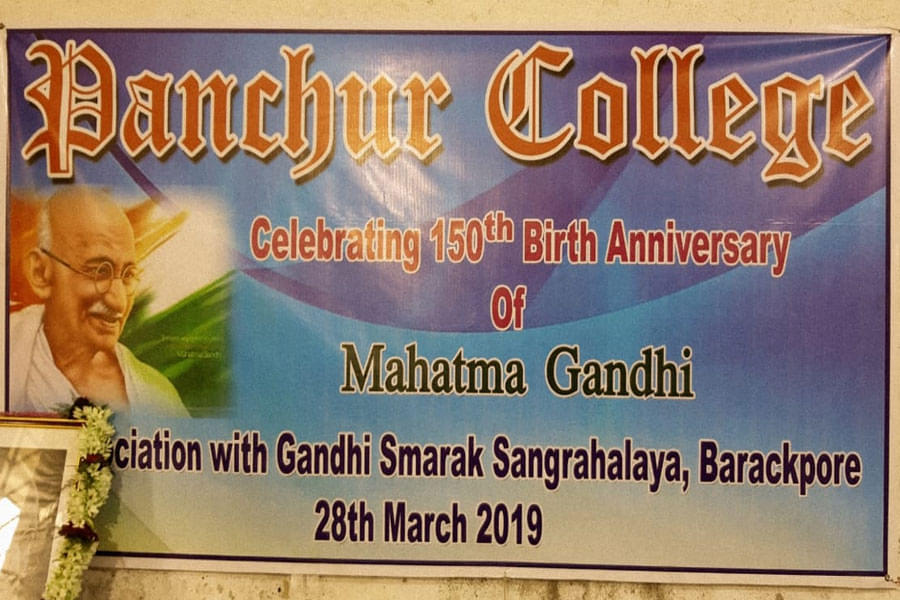 Panchur College
Celebrating 150th Birth Anniversary
Of
Mahatma Gandhi
ciation with Gandhi Smarak Sangrahalaya, Barackpore
28th March 2019